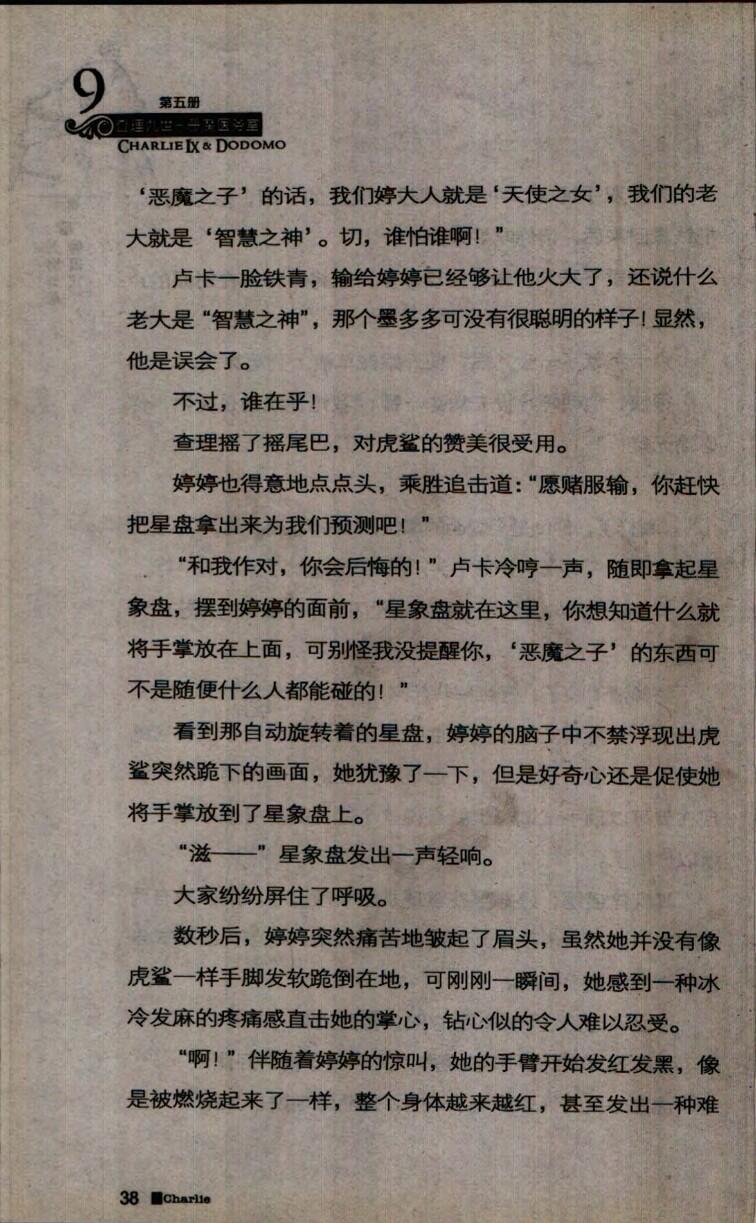 9
第五册
CHARLIE IX & DODOMO
‘恶魔之子’的话，我们婷大人就是‘天使之女’，我们的老
大就是‘智慧之神’。切，谁怕谁啊！”
卢卡一脸铁青，输给婷婷已经够让他火大了，还说什么
老大是“智慧之神”，那个墨多多可没有很聪明的样子！显然，
他是误会了。
不过，谁在乎！
查理摇了摇尾巴，对虎鲨的赞美很受用。
婷婷也得意地点点头，乘胜追击道：“愿赌服输，你赶快
把星盘拿出来为我们预测吧！”
“和我作对，你会后悔的！”卢卡冷哼一声，随即拿起星
象盘，摆到婷婷的面前，“星象盘就在这里，你想知道什么就
将手掌放在上面，可别怪我没提醒你，‘恶魔之子’的东西可
不是随便什么人都能碰的！”
看到那自动旋转着的星盘，婷婷的脑子中不禁浮现出虎
鲨突然跪下的画面，她犹豫了一下，但是好奇心还是促使她
将手掌放到了星象盘上。
“滋——”星象盘发出一声轻响。
大家纷纷屏住了呼吸。
数秒后，婷婷突然痛苦地皱起了眉头，虽然她并没有像
虎鲨一样手脚发软跪倒在地，可刚刚一瞬间，她感到一种冰
冷发麻的疼痛感直击她的掌心，钻心似的令人难以忍受。
“啊！”伴随着婷婷的惊叫，她的手臂开始发红发黑，像
是被燃烧起来了一样，整个身体越来越红，甚至发出一种难
38 ■Charlie